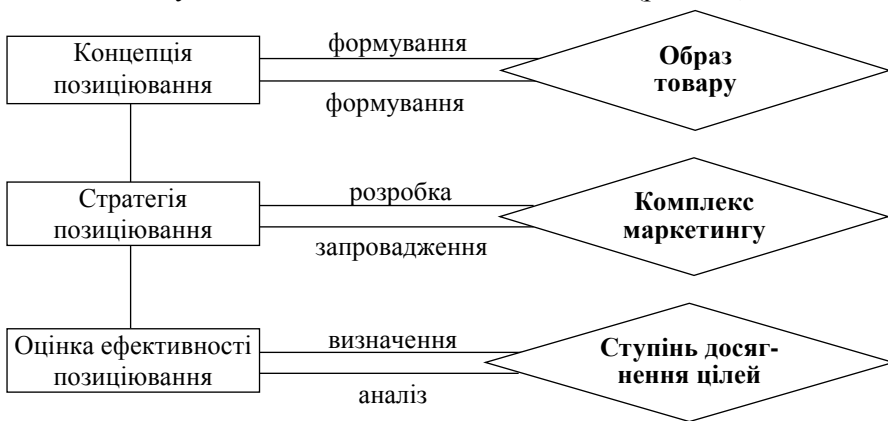 формування
Концепція
позиціювання
Образ
товару
формування
розробка
Стратегія
позиціювання
Комплекс
маркетингу
запровадження
визначення
Оцінка ефективності
позиціювання
Ступінь досяг-
нення цілей
аналіз